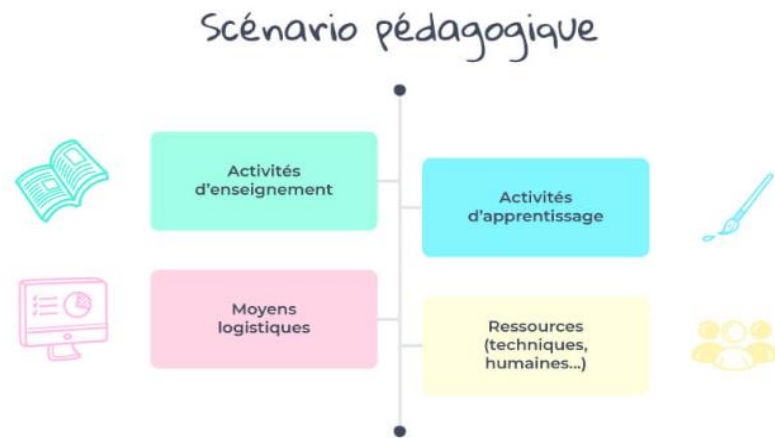 Scénario pédagogique
Activités
d'enseignement
Activités
d'apprentissage
Moyens
logistiques
Ressources
(techniques,
humaines...)